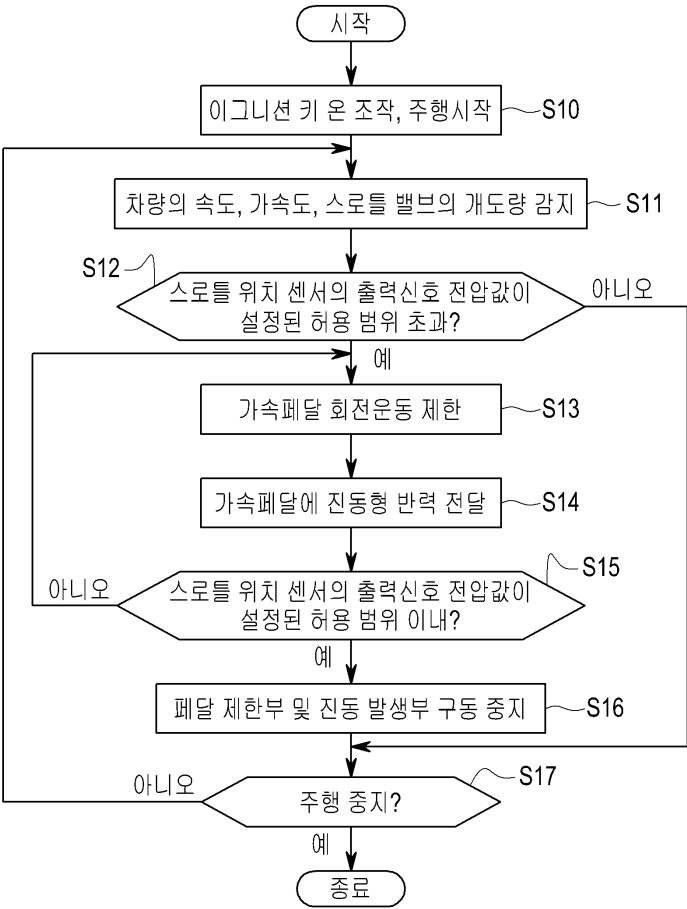 시작
이그니션 키 온 조작, 주행시작
S10
차량의 속도, 가속도, 스로틀 밸브의 개도량 감지
S11
S12
스로틀 위치 센서의 출력신호 전압값이
설정된 허용 범위 초과?
아니오
예
가속페달 회전운동 제한
S13
가속페달에 진동형 반력 전달
S14
스로틀 위치 센서의 출력신호 전압값이
설정된 허용 범위 이내?
S15
아니오
예
페달 제한부 및 진동 발생부 구동 중지
S16
주행 중지?
S17
아니오
예
종료